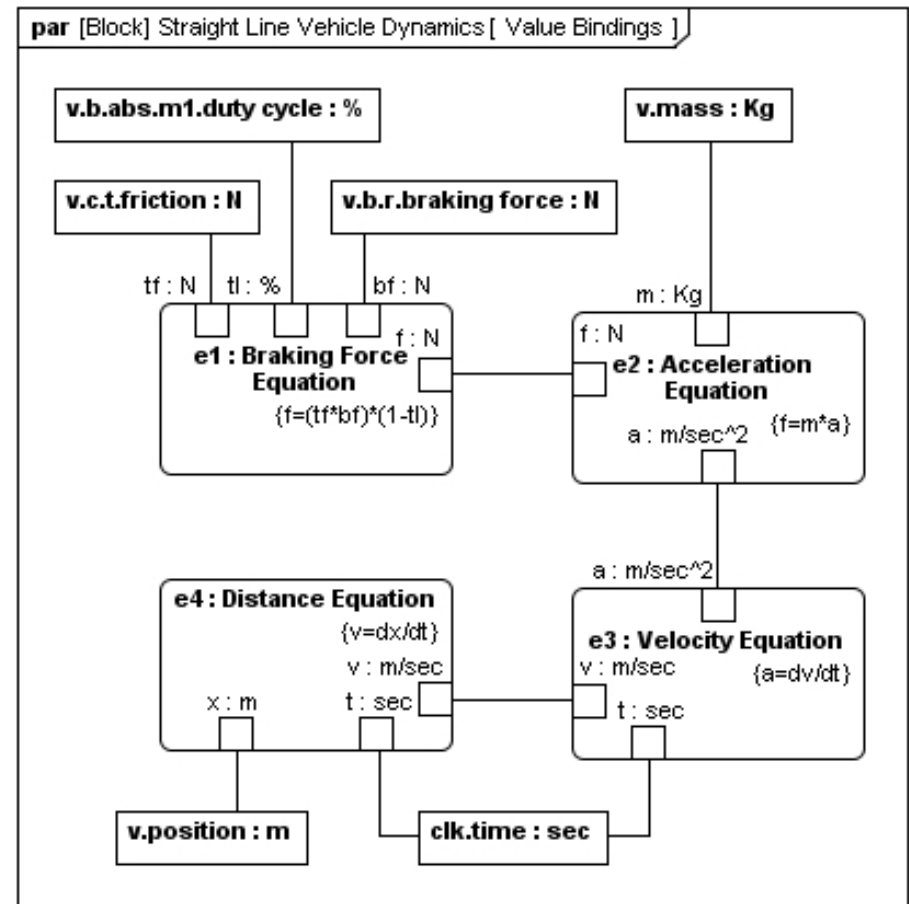 par [Block] Straight Line Vehicle Dynamics [ Value Bindings ]
v.b.abs.m1.duty cycle : %
v.mass : Kg
v.c.t.friction : N
v.b.r.braking force : N
tf : N
tl : %
bf : N
m : Kg
f : N
e1 : Braking Force
Equation
{f=(tf*bf)*(1-tl)}
f : N
e2 : Acceleration
Equation
{f=m*a}
a : m/sec^2
a : m/sec^2
e4 : Distance Equation
{v=dx/dt}
v : m/sec
x : m
t : sec
e3 : Velocity Equation
v : m/sec
{a=dv/dt}
t : sec
v.position : m
clk.time : sec